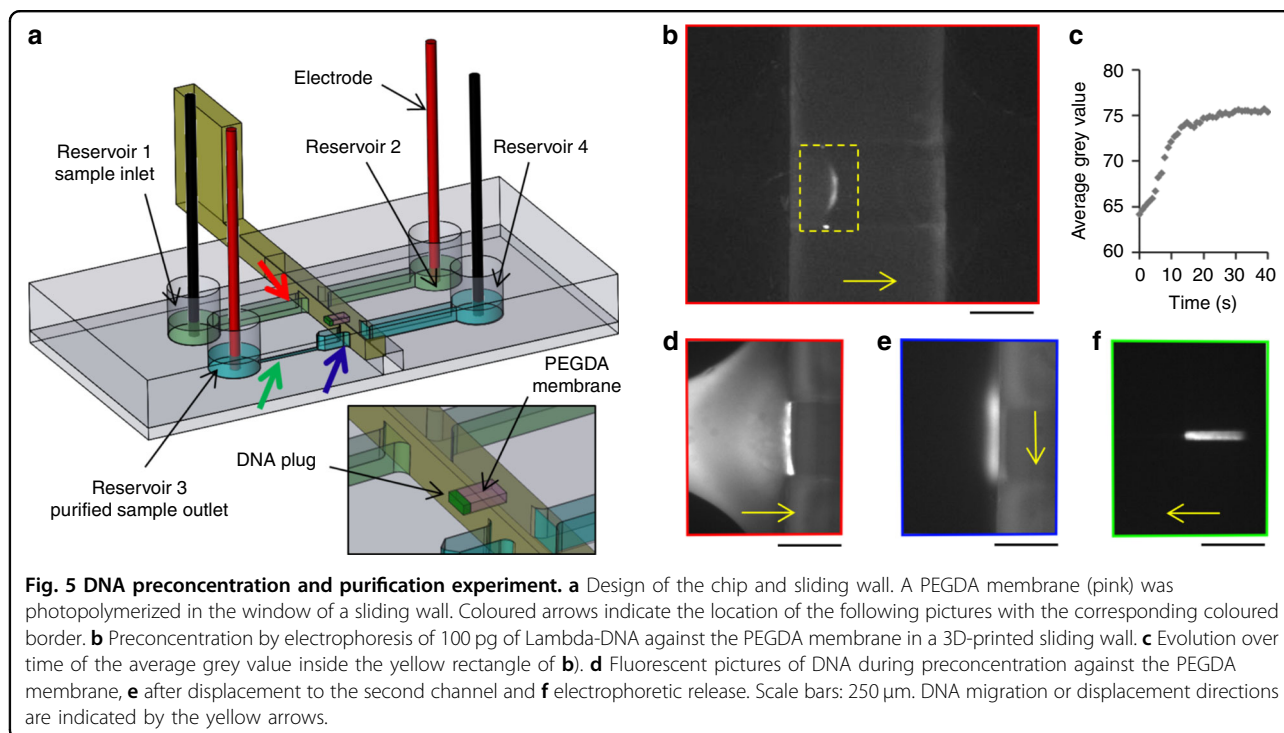 a
Electrode
Reservoir 1
sample inlet
Reservoir 2
Reservoir 4
PEGDA
membrane
DNA plug
Reservoir 3
purified sample outlet
b
c
Average grey value
80
75
70
65
60
0 10 20 30 40
Time (s)
d
e
f
Fig. 5 DNA preconcentration and purification experiment. a Design of the chip and sliding wall. A PEGDA membrane (pink) was
photopolymerized in the window of a sliding wall. Coloured arrows indicate the location of the following pictures with the corresponding coloured
border. b Preconcentration by electrophoresis of 100 pg of Lambda-DNA against the PEGDA membrane in a 3D-printed sliding wall. c Evolution over
time of the average grey value inside the yellow rectangle of b). d Fluorescent pictures of DNA during preconcentration against the PEGDA
membrane, e after displacement to the second channel and f electrophoretic release. Scale bars: 250 µm. DNA migration or displacement directions
are indicated by the yellow arrows.